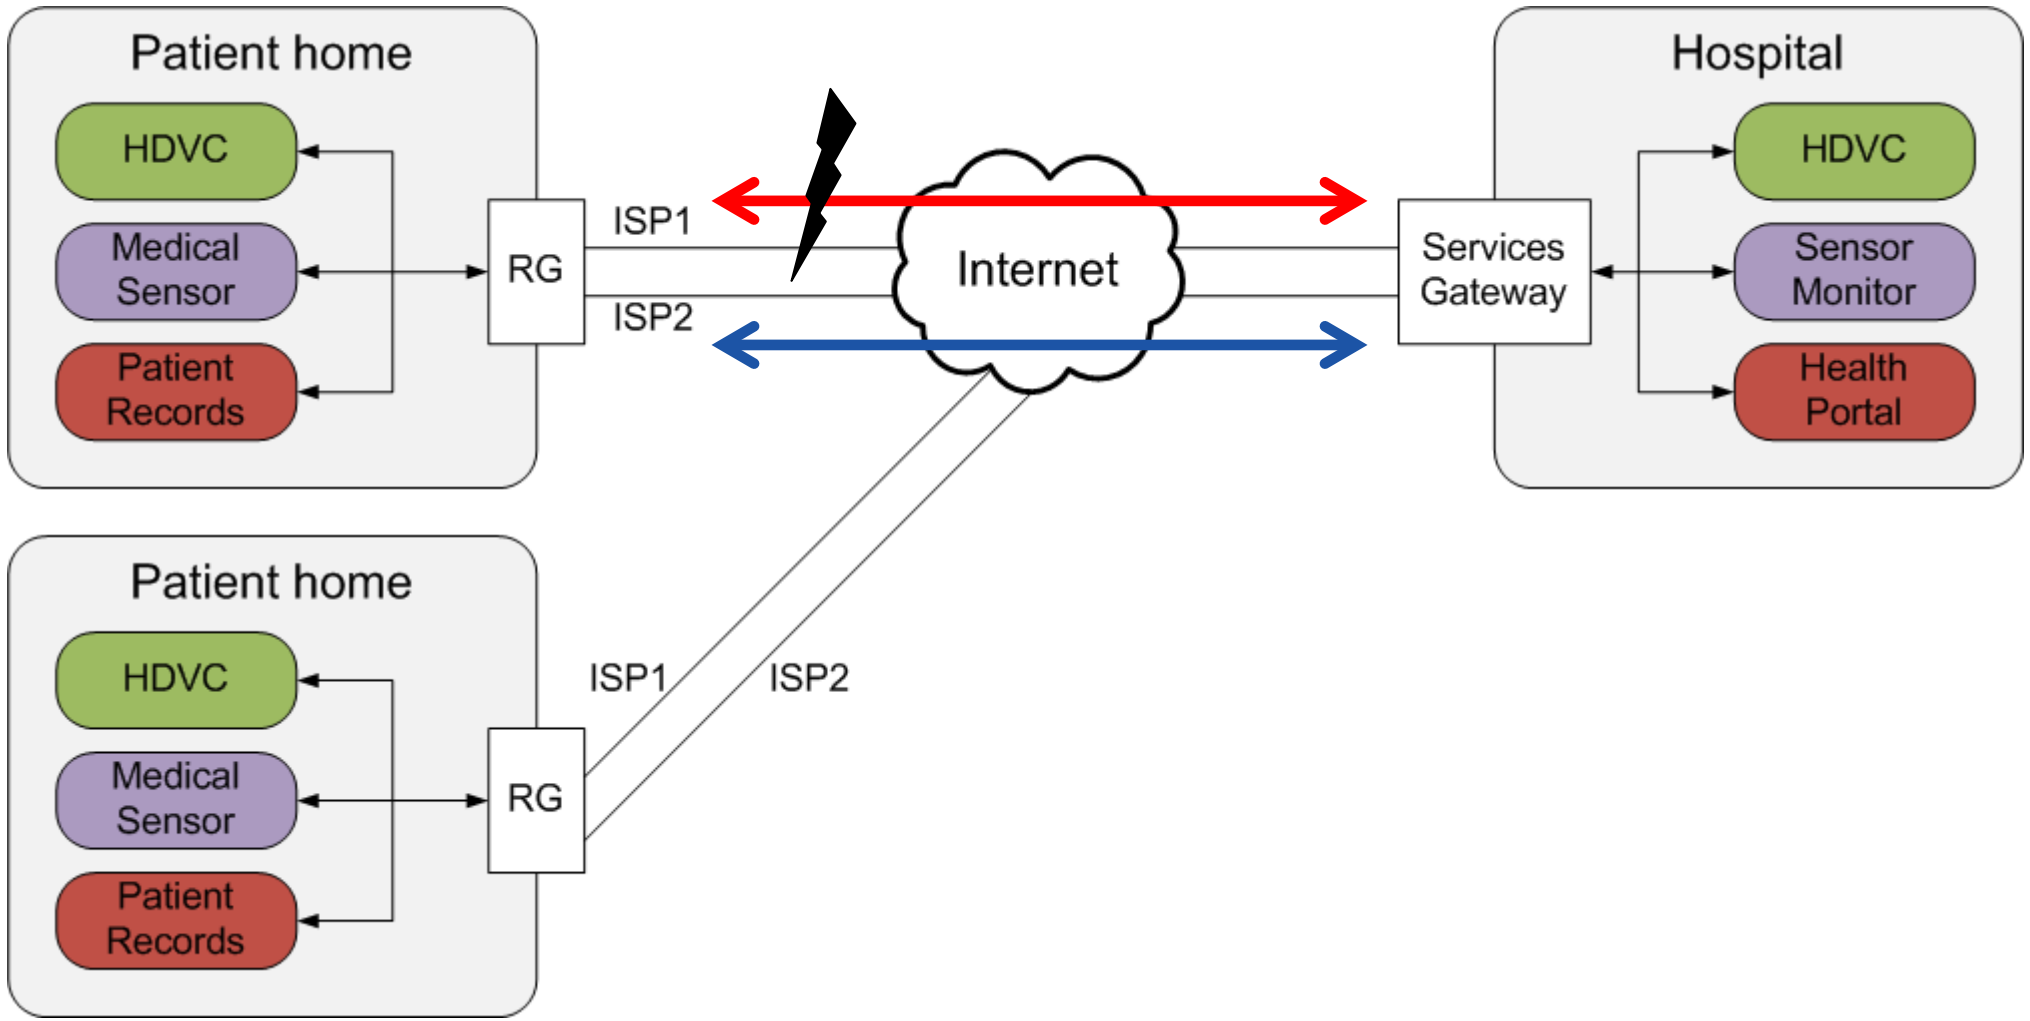 Patient home
HDVC
Medical
Sensor
Patient
Records
RG
ISP1
ISP2
Internet
Hospital
Services
Gateway
HDVC
Sensor
Monitor
Health
Portal
Patient home
HDVC
Medical
Sensor
Patient
Records
RG
ISP1
ISP2